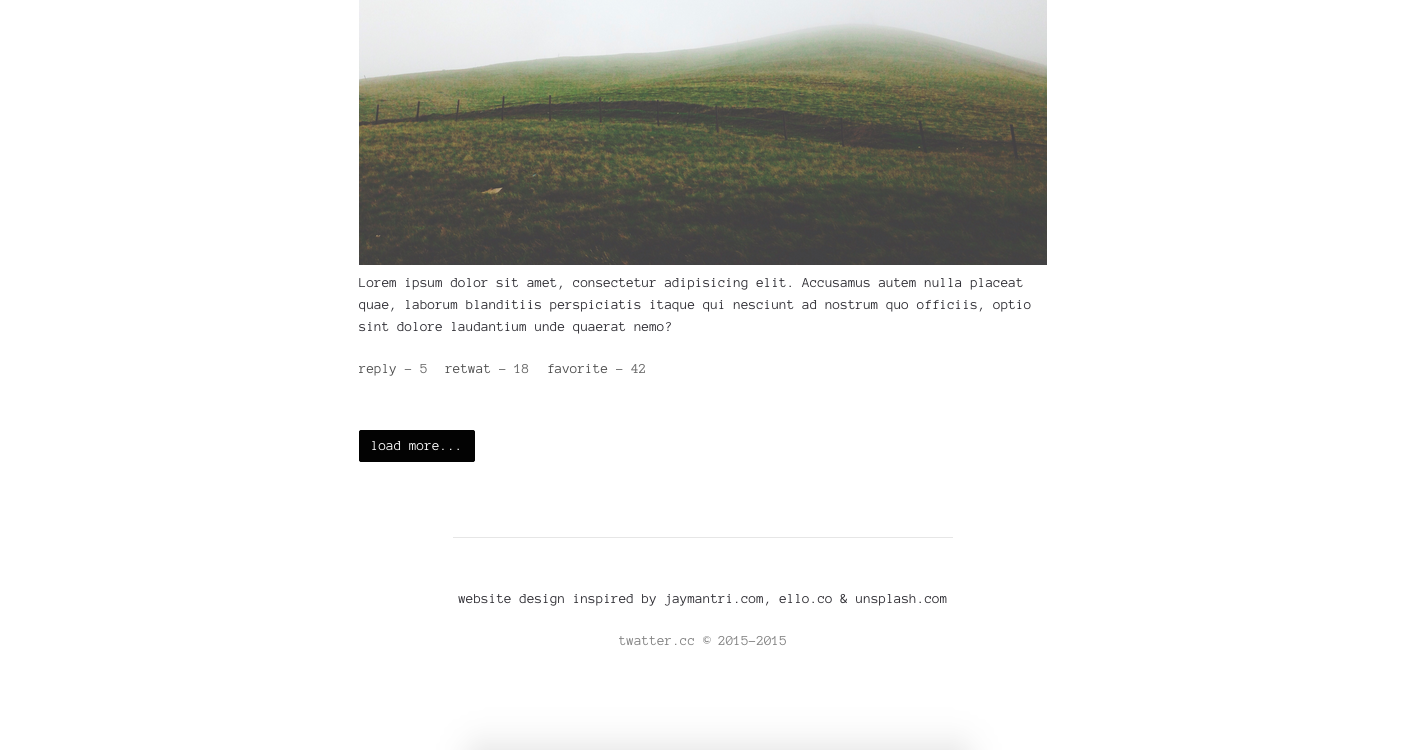 Lorem ipsum dolor sit amet, consectetur adipisicing elit. Accusamus autem nulla placeat
quae, laborum blanditiis perspiciatis itaque qui nesciunt ad nostrum quo officiis, optio
sint dolore laudantium unde quaerat nemo?
reply - 5 retwat - 18 favorite - 42
load more...
website design inspired by jaymantri.com, ello.co & unsplash.com
twatter.cc © 2015-2015